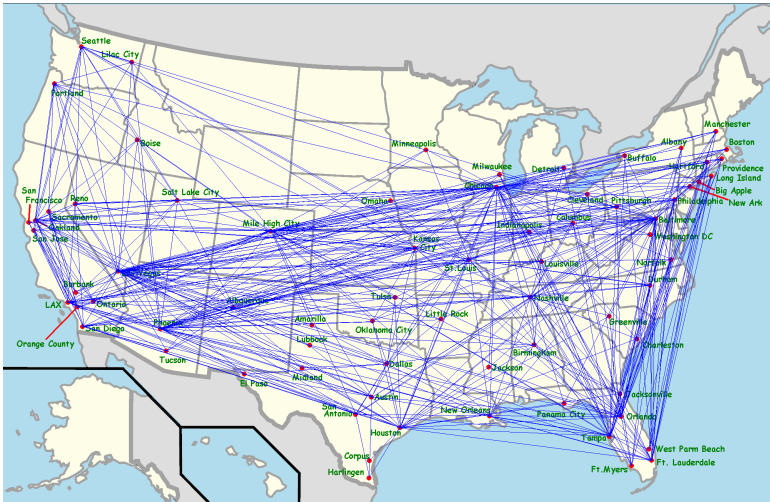 Seattle
Lilac City
Portland
Boise
Minneapolis
Milwaukee
Chicago
Detroit
Buffalo
Albany
Manchester
Boston
Hartford
Providence
Long Island
Big Apple
New Ark
Cleveland
Pittsburgh
Philadelphia
Salt Lake City
Omaha
Reno
San
Francisco
Sacramento
Oakland
San Jose
Mile High City
Kansas
City
St.Louis
Indianapolis
Columbus
Baltimore
Washington DC
Louisville
Norfolk
Durham
Vegas
Burbank
LAX
Ontario
Orange County
San Diego
Phoenix
Tucson
Albuquerque
Amarilla
Lubbock
Midland
El Paso
Tulsa
Oklahoma City
Little Rock
Nashville
Greenville
Charleston
Birmingham
Jackson
Dallas
Austin
San
Antonio
Houston
New Orleans
Panama City
Jacksonville
Orlando
Tampa
West Parm Beach
Ft. Lauderdale
Ft.Myers
Corpus
Harlingen